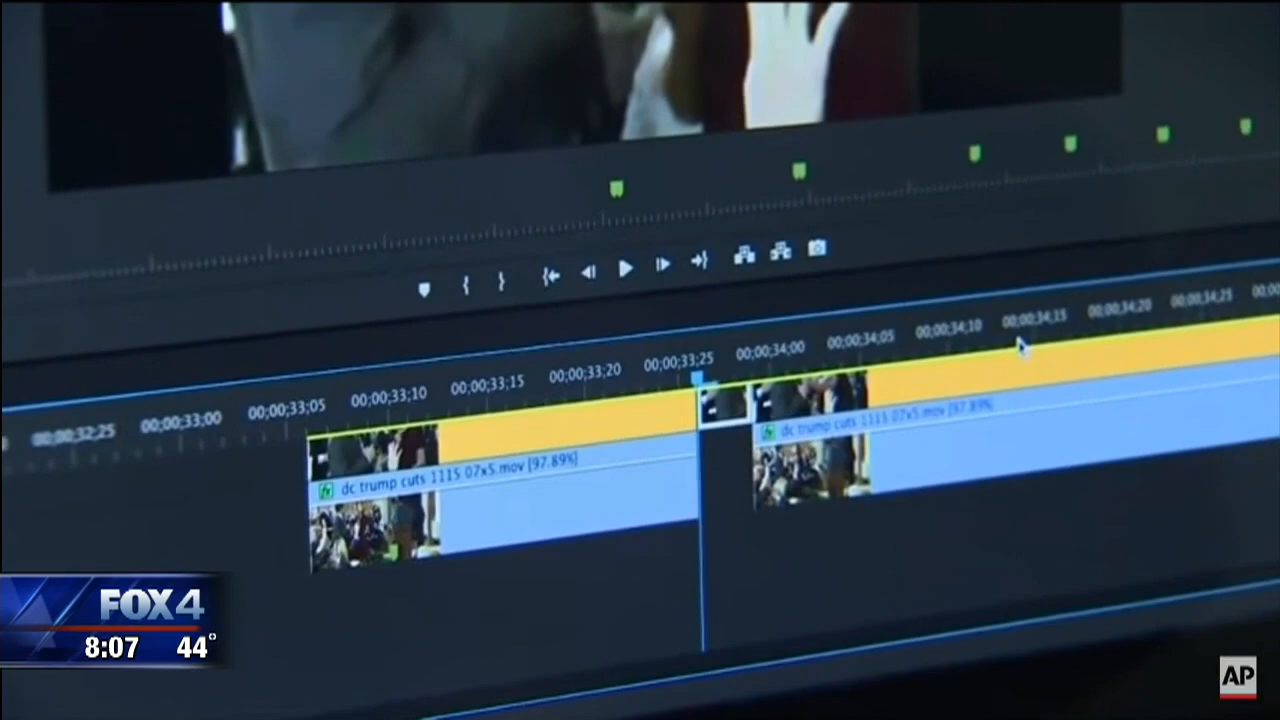 00;00;32;25 00;00;33;00 00;00;33;05 00;00;33;10 00;00;33;15 00;00;33;20 00;00;33;25 00;00;34;00 00;00;34;05 00;00;34;10 00;00;34;15 00;00;34;20 00;00;34;25
dc trump cuts 1115 07x5.mov [97.89%]
dc trump cuts 1115 07x5.mov [97.89%]
FOX 4
8:07 44°
AP